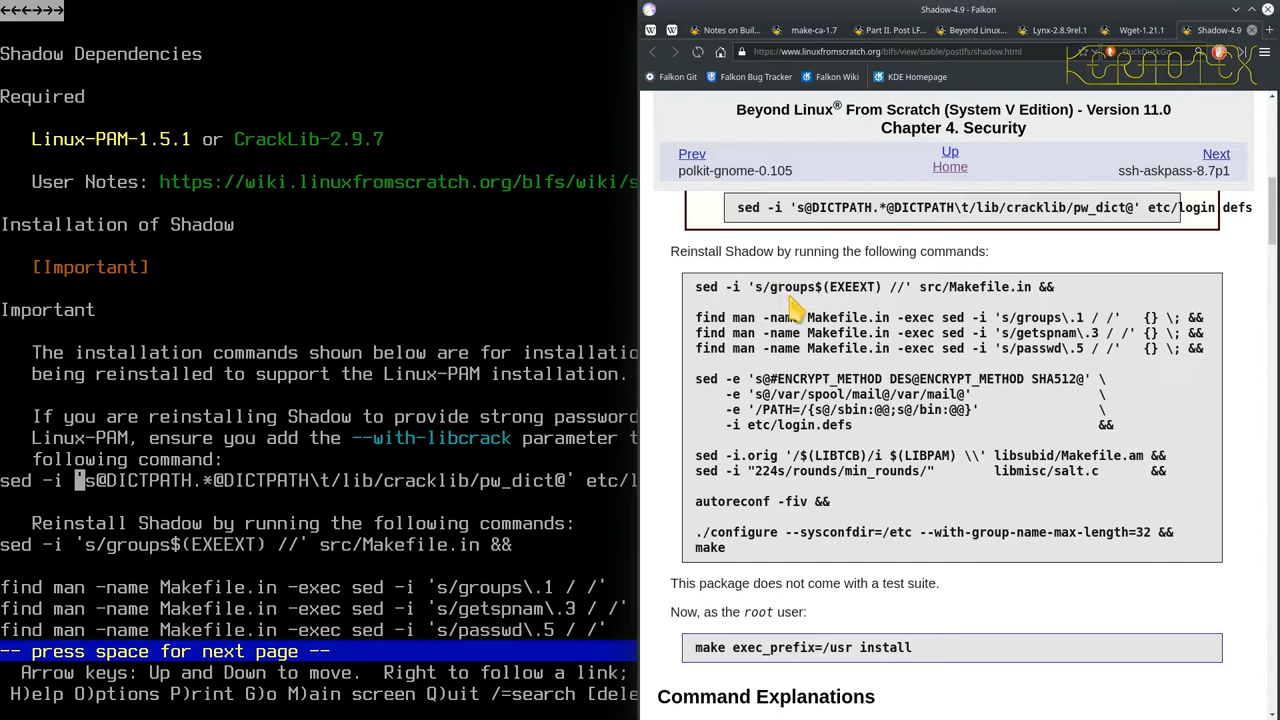 ←←←→→→
Shadow Dependencies
Required
Linux-PAM-1.5.1 or CrackLib-2.9.7
User Notes: https://wiki.linuxfromscratch.org/blfs/wiki/s
Installation of Shadow
[Important]
Important
The installation commands shown below are for installatio
being reinstalled to support the Linux-PAM installation.
If you are reinstalling Shadow to provide strong password
Linux-PAM, ensure you add the --with-libcrack parameter t
following command:
sed -i 's@DICTPATH.*@DICTPATH\t/lib/cracklib/pw_dict@' etc/l
Reinstall Shadow by running the following commands:
sed -i 's/groups$(EXEEXT) //' src/Makefile.in &&
find man -name Makefile.in -exec sed -i 's/groups\.1 / /'
find man -name Makefile.in -exec sed -i 's/getspnam\.3 / /'
find man -name Makefile.in -exec sed -i 's/passwd\.5 / /'
-- press space for next page --
Arrow keys: Up and Down to move. Right to follow a link;
H)elp O)ptions P)rint G)o M)ain screen Q)uit /=search [dele
Shadow-4.9 - Falkon
Notes on Buil... make-ca-1.7 Part II. Post LF... Beyond Linux... Lynx-2.8.9rel.1 Wget-1.21.1 Shadow-4.9
https://www.linuxfromscratch.org/blfs/view/stable/postlfs/shadow.html DuckDuckGo
Falkon Git Falkon Bug Tracker Falkon Wiki KDE Homepage
Beyond Linux® From Scratch (System V Edition) - Version 11.0
Chapter 4. Security
Prev Up Next
polkit-gnome-0.105 Home ssh-askpass-8.7p1
sed -i 's@DICTPATH.*@DICTPATH\t/lib/cracklib/pw_dict@' etc/login.defs
Reinstall Shadow by running the following commands:
sed -i 's/groups$(EXEEXT) //' src/Makefile.in &&
find man -name Makefile.in -exec sed -i 's/groups\.1 / /' {} \; &&
find man -name Makefile.in -exec sed -i 's/getspnam\.3 / /' {} \; &&
find man -name Makefile.in -exec sed -i 's/passwd\.5 / /' {} \; &&
sed -e 's@#ENCRYPT_METHOD DES@ENCRYPT_METHOD SHA512@' \
-e 's@/var/spool/mail@/var/mail@' \
-e '/PATH=/{s@/sbin:@@;s@/bin:@@}' \
-i etc/login.defs &&
sed -i.orig '/$(LIBTCB)/i $(LIBPAM) \\' libsubid/Makefile.am &&
sed -i "224s/rounds/min_rounds/" libmisc/salt.c &&
autoreconf -fiv &&
./configure --sysconfdir=/etc --with-group-name-max-length=32 &&
make
This package does not come with a test suite.
Now, as the root user:
make exec_prefix=/usr install
Command Explanations